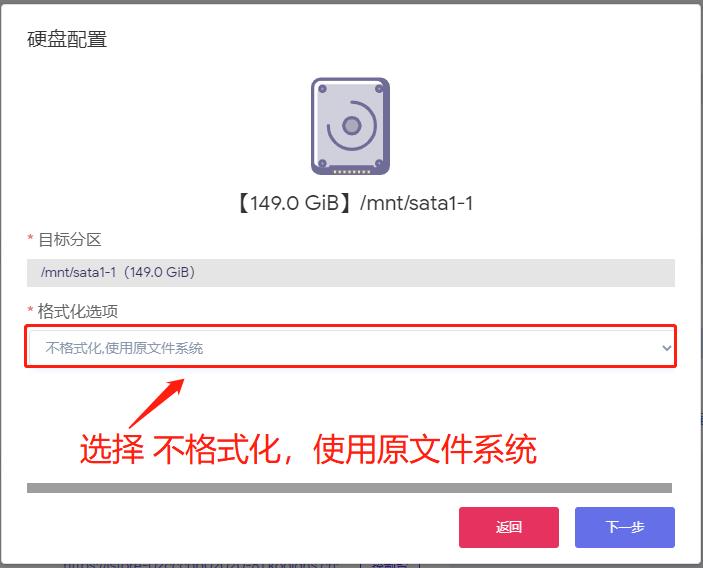 硬盘配置
【149.0 GiB】/mnt/sata1-1
* 目标分区
/mnt/sata1-1（149.0 GiB）
* 格式化选项
不格式化,使用原文件系统
选择 不格式化，使用原文件系统
返回
下一步